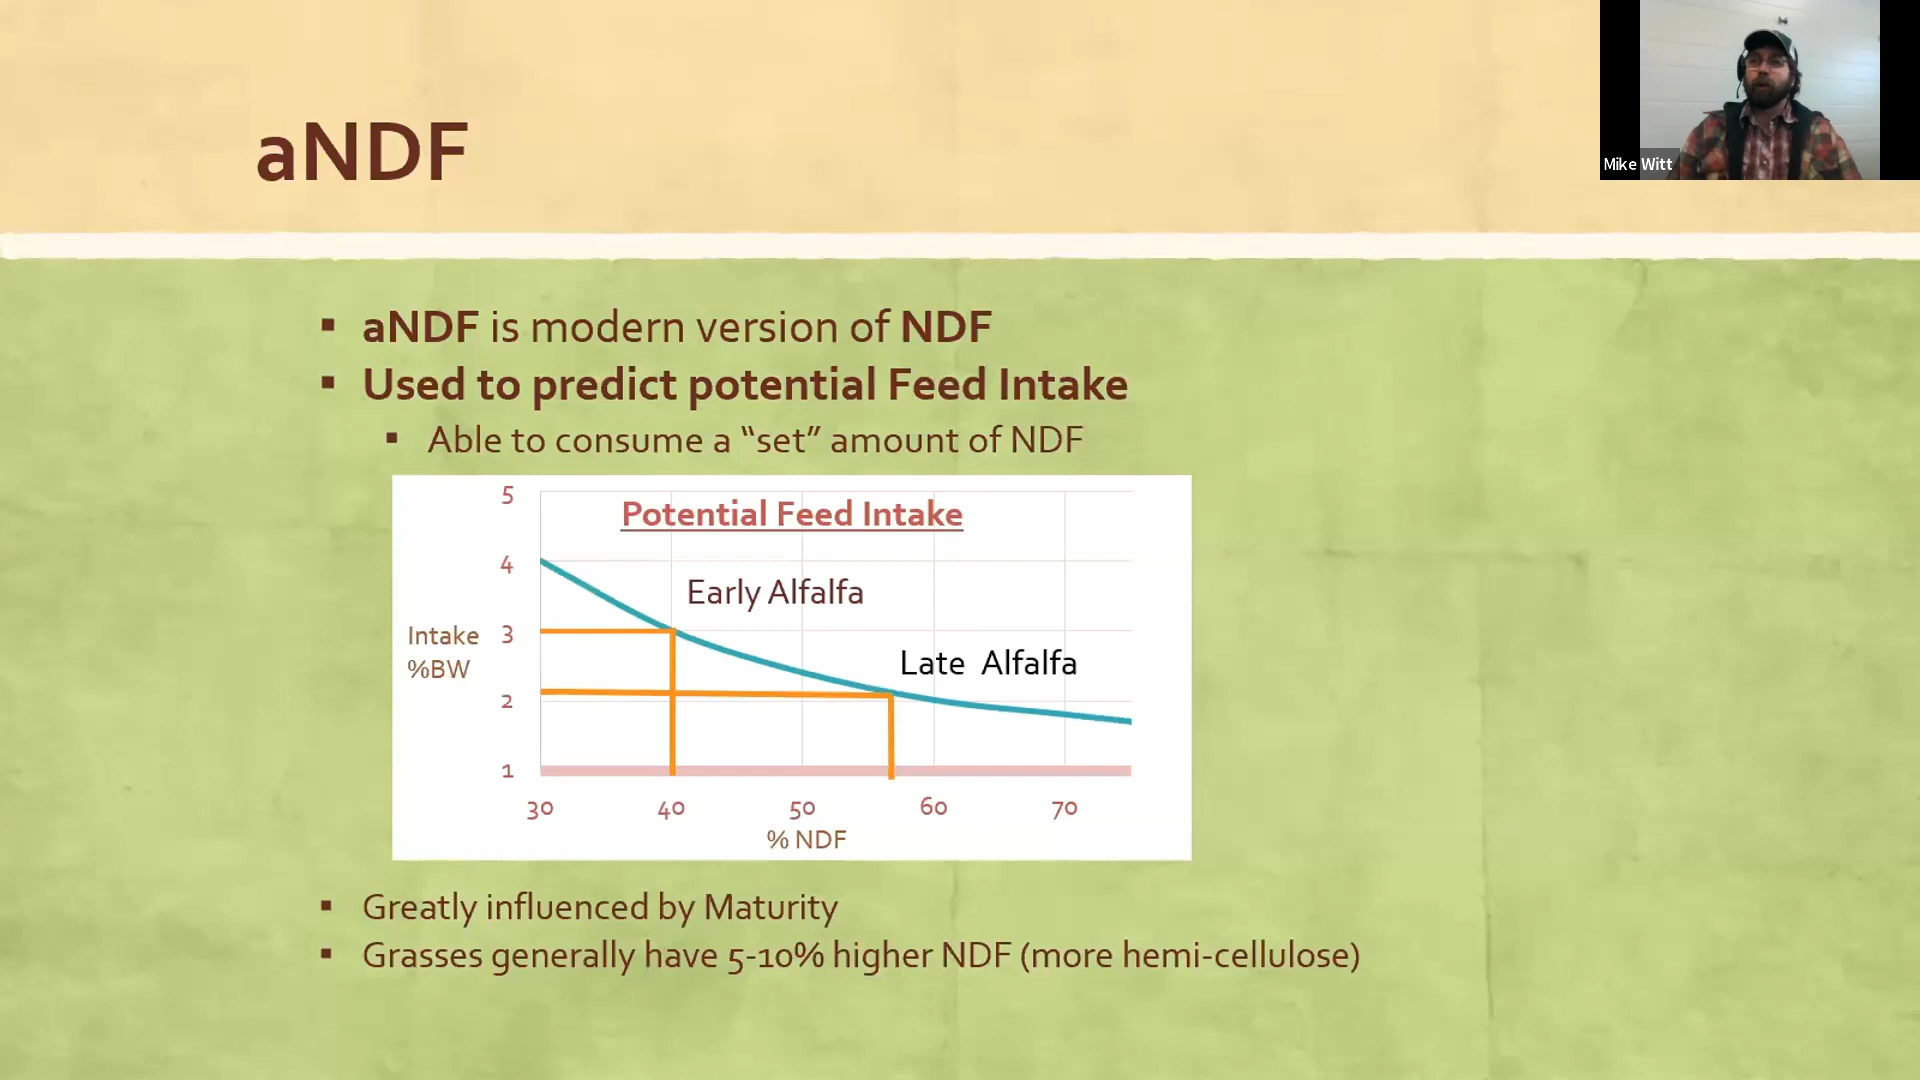 aNDF
Mike Witt
▪ aNDF is modern version of NDF
▪ Used to predict potential Feed Intake
▪ Able to consume a “set” amount of NDF
Potential Feed Intake
5
4
3
2
1
Intake
%BW
Early Alfalfa
Late Alfalfa
30 40 50 60 70
% NDF
▪ Greatly influenced by Maturity
▪ Grasses generally have 5-10% higher NDF (more hemi-cellulose)